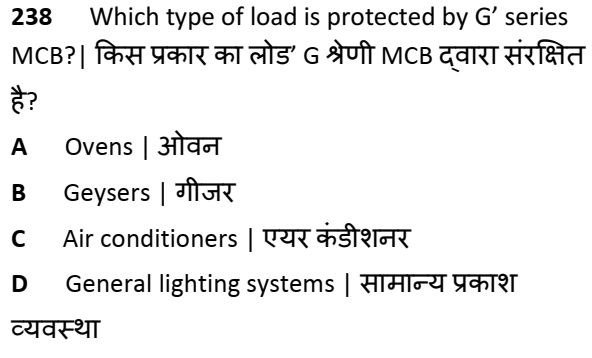 238 Which type of load is protected by G’ series
MCB?| किस प्रकार का लोड’ G श्रेणी MCB द्वारा संरक्षित
है?
A Ovens | ओवन
B Geysers | गीजर
C Air conditioners | एयर कंडीशनर
D General lighting systems | सामान्य प्रकाश
व्यवस्था